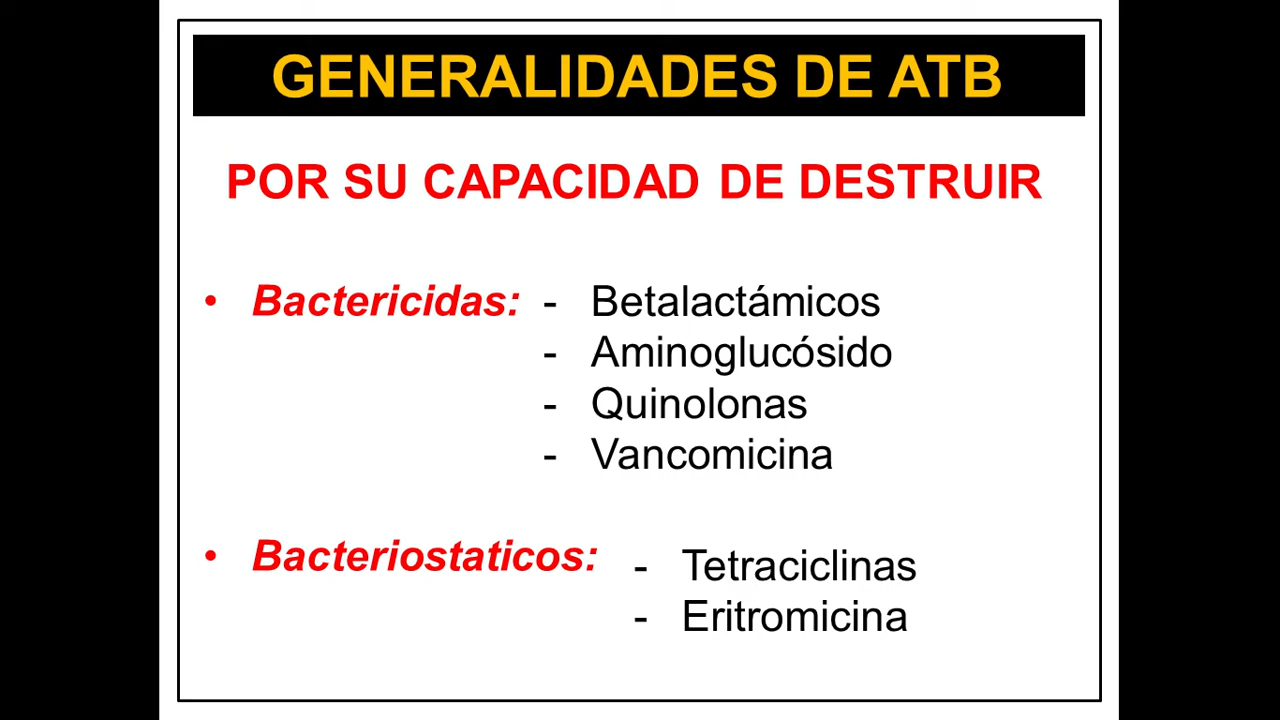 GENERALIDADES DE ATB
POR SU CAPACIDAD DE DESTRUIR
• Bactericidas: - Betalactámicos
- Aminoglucósido
- Quinolonas
- Vancomicina
• Bacteriostaticos: - Tetraciclinas
- Eritromicina